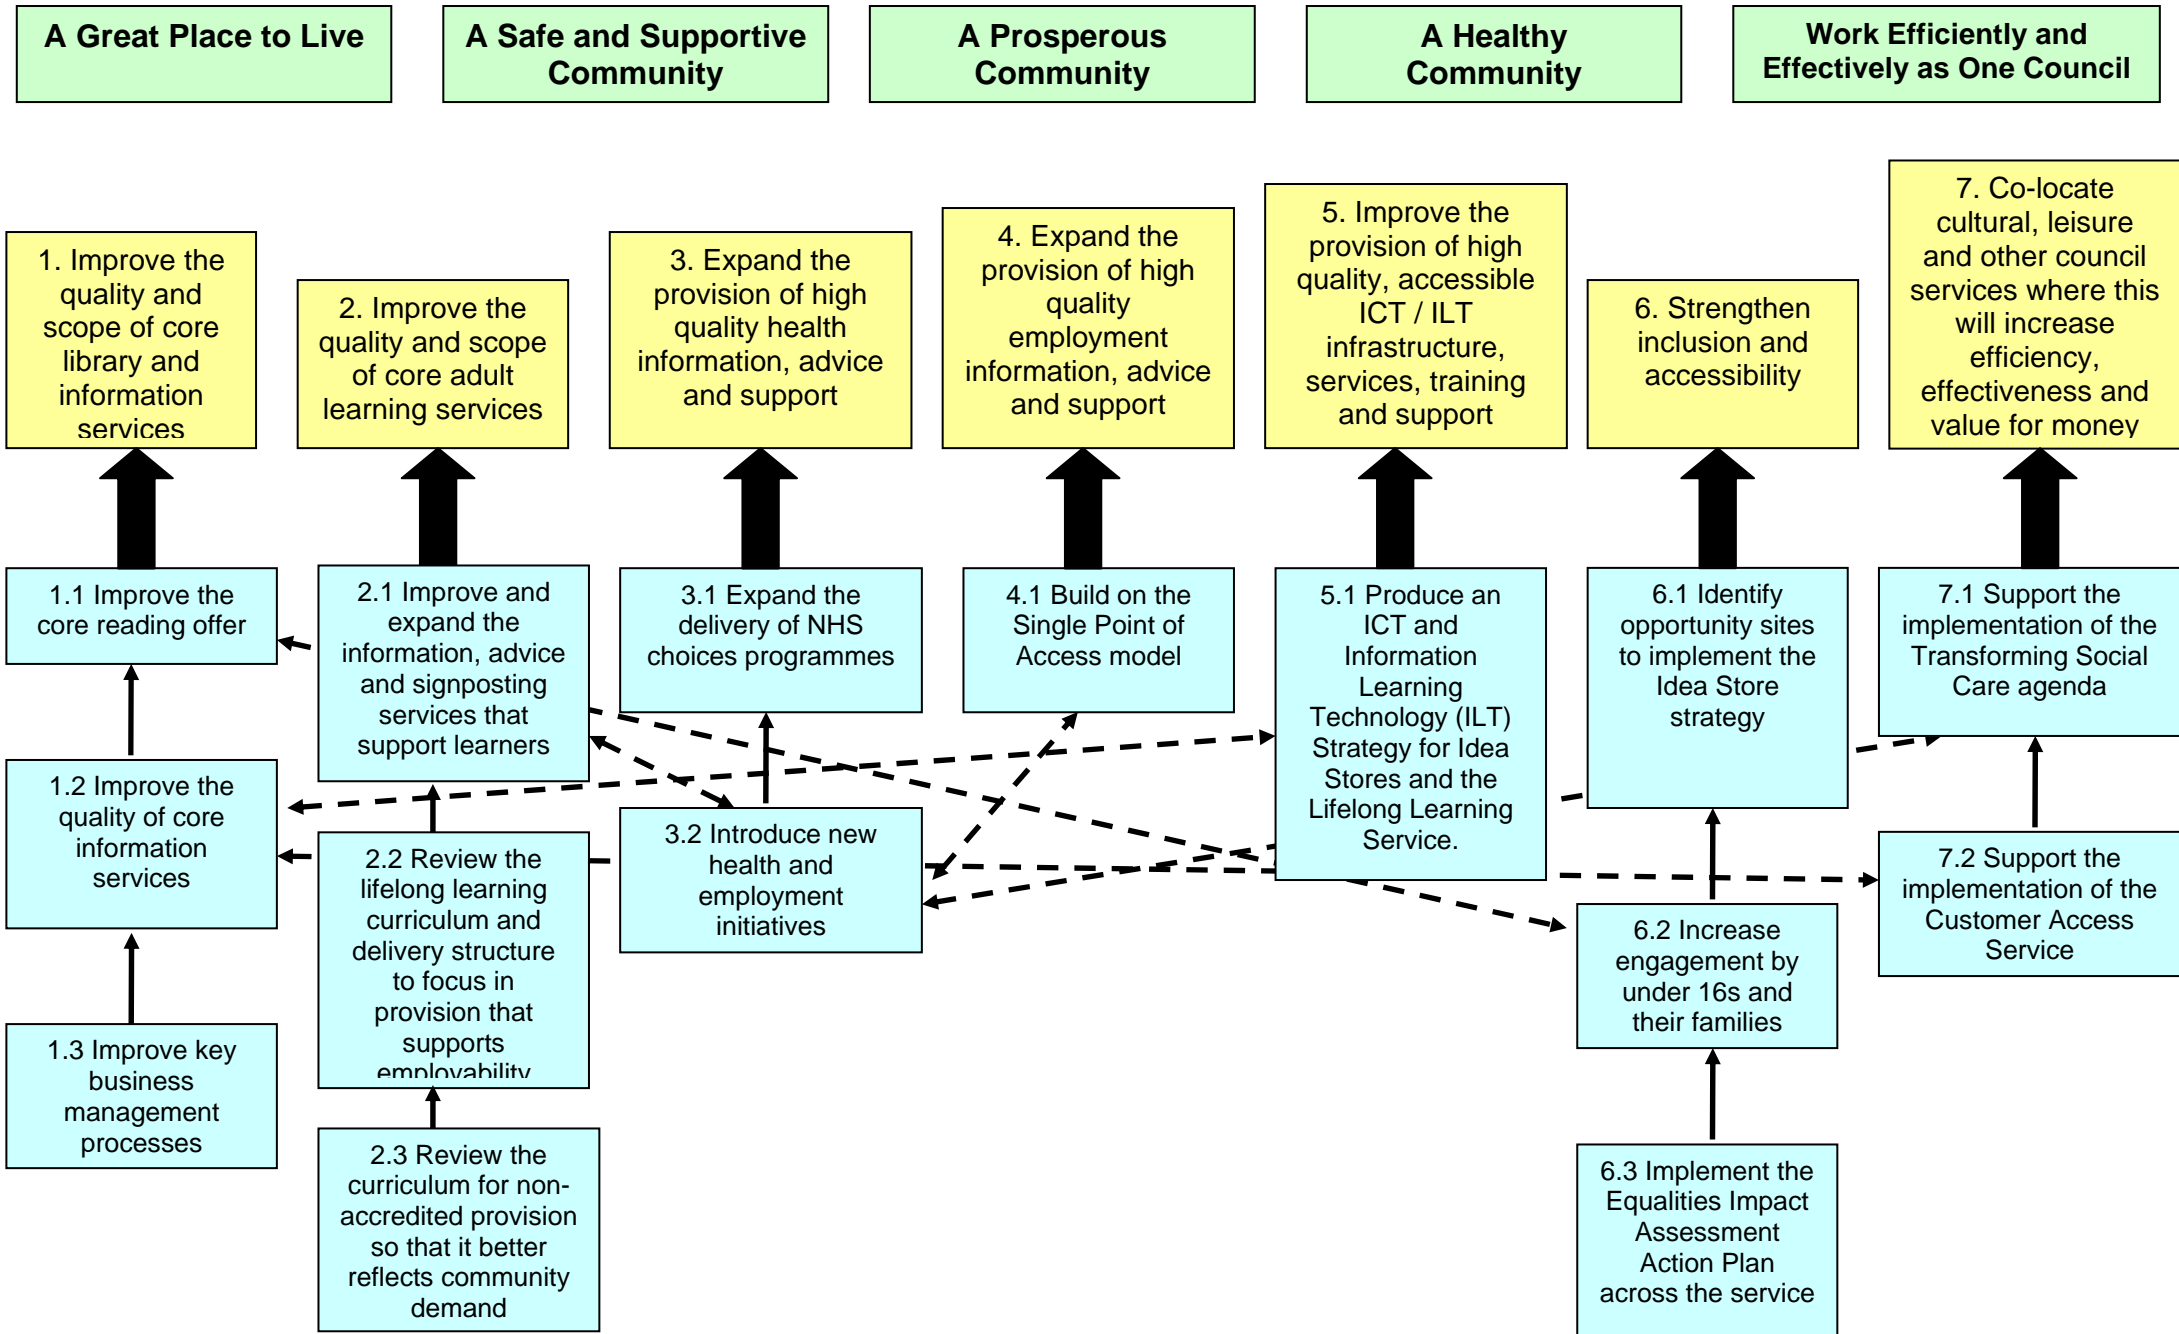 A Great Place to Live
A Safe and Supportive
Community
A Prosperous
Community
A Healthy
Community
Work Efficiently and
Effectively as One Council
1. Improve the
quality and
scope of core
library and
information
services
2. Improve the
quality and scope
of core adult
learning services
3. Expand the
provision of high
quality health
information, advice
and support
4. Expand the
provision of high
quality
employment
information, advice
and support
5. Improve the
provision of high
quality, accessible
ICT / ILT
infrastructure,
services, training
and support
6. Strengthen
inclusion and
accessibility
7. Co-locate
cultural, leisure
and other council
services where this
will increase
efficiency,
effectiveness and
value for money
1.1 Improve the
core reading offer
2.1 Improve and
expand the
information, advice
and signposting
services that
support learners
3.1 Expand the
delivery of NHS
choices programmes
4.1 Build on the
Single Point of
Access model
5.1 Produce an
ICT and
Information
Learning
Technology (ILT)
Strategy for Idea
Stores and the
Lifelong Learning
Service.
6.1 Identify
opportunity sites
to implement the
Idea Store
strategy
7.1 Support the
implementation of the
Transforming Social
Care agenda
1.2 Improve the
quality of core
information
services
2.2 Review the
lifelong learning
curriculum and
delivery structure
to focus in
provision that
supports
employability
3.2 Introduce new
health and
employment
initiatives
6.2 Increase
engagement by
under 16s and
their families
7.2 Support the
implementation of the
Customer Access
Service
1.3 Improve key
business
management
processes
2.3 Review the
curriculum for non-
accredited provision
so that it better
reflects community
demand
6.3 Implement the
Equalities Impact
Assessment
Action Plan
across the service